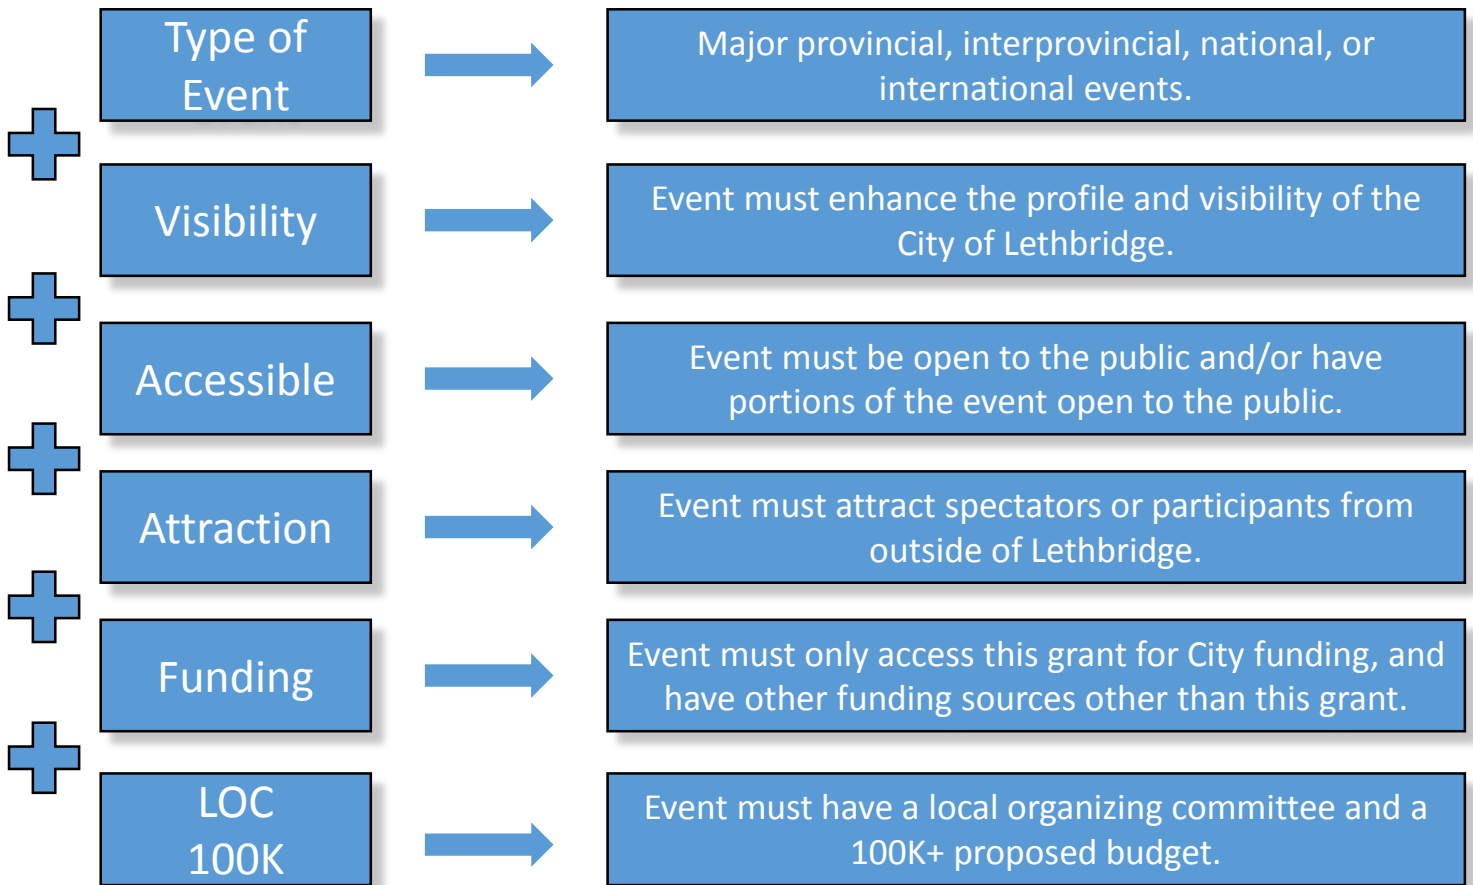 Type of
Event
Major provincial, interprovincial, national, or
international events.
Visibility
Event must enhance the profile and visibility of the
City of Lethbridge.
Accessible
Event must be open to the public and/or have
portions of the event open to the public.
Attraction
Event must attract spectators or participants from
outside of Lethbridge.
Funding
Event must only access this grant for City funding, and
have other funding sources other than this grant.
LOC
100K
Event must have a local organizing committee and a
100K+ proposed budget.